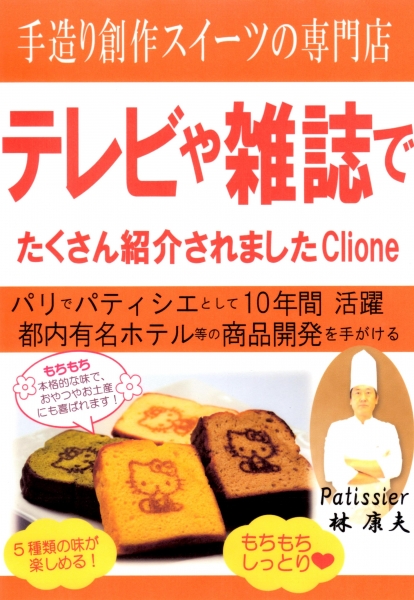 手造り創作スイーツの専門店
テレビや雑誌で
たくさん紹介されましたClione
パリでパティシエとして10年間 活躍
都内有名ホテル等の商品開発を手がける
もちもち
本格的な味で、
おやつやお土産
にも喜ばれます！
Patissier
林 康夫
5種類の味が
楽しめる！
もちもち
しっとり♥